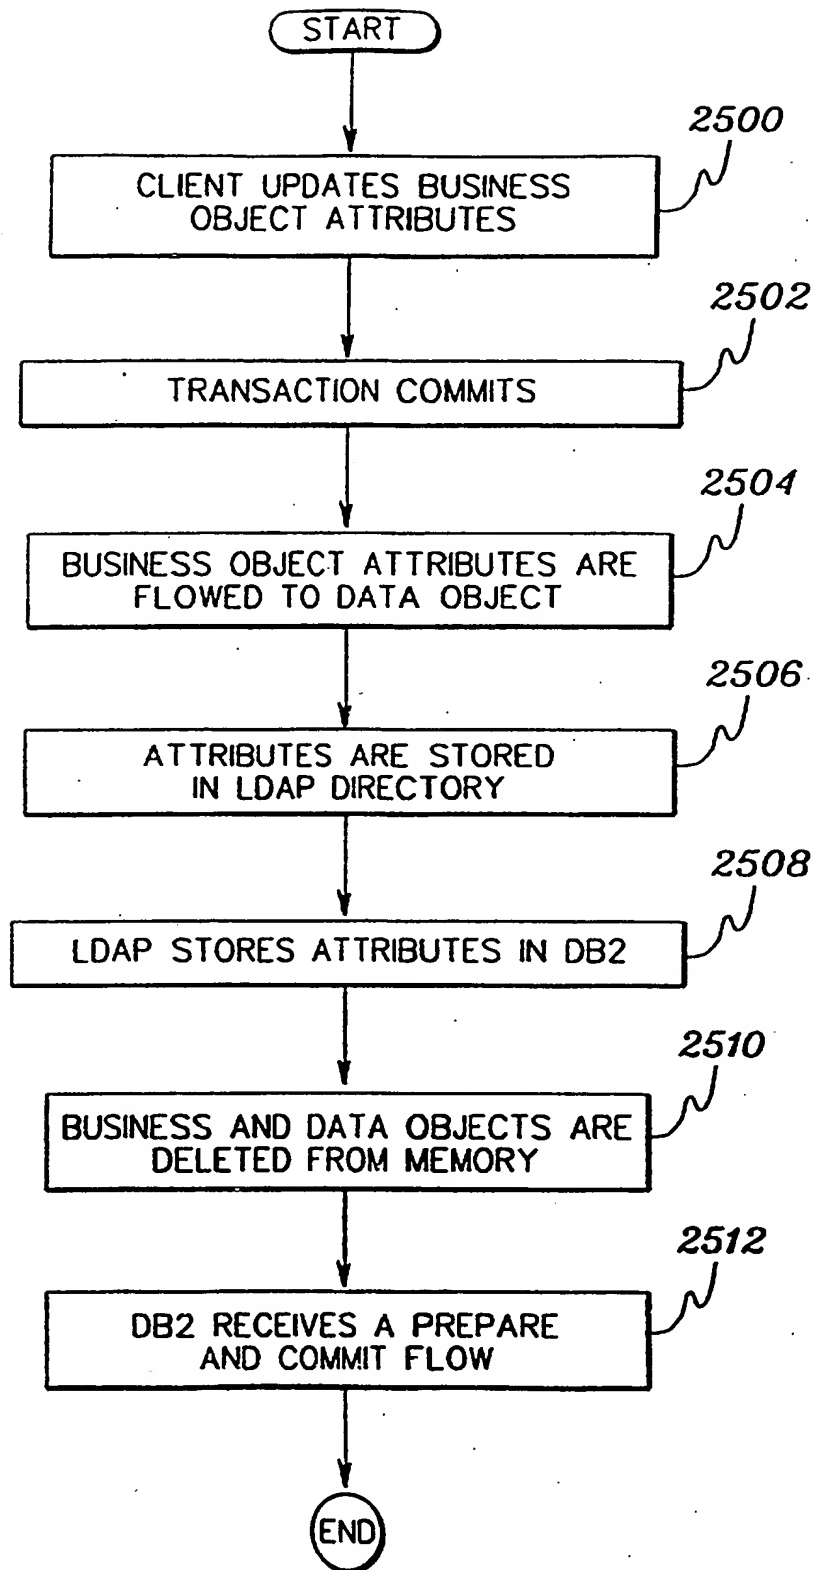 START
2500
CLIENT UPDATES BUSINESS
OBJECT ATTRIBUTES
2502
TRANSACTION COMMITS
2504
BUSINESS OBJECT ATTRIBUTES ARE
FLOWED TO DATA OBJECT
2506
ATTRIBUTES ARE STORED
IN LDAP DIRECTORY
2508
LDAP STORES ATTRIBUTES IN DB2
2510
BUSINESS AND DATA OBJECTS ARE
DELETED FROM MEMORY
2512
DB2 RECEIVES A PREPARE
AND COMMIT FLOW
END